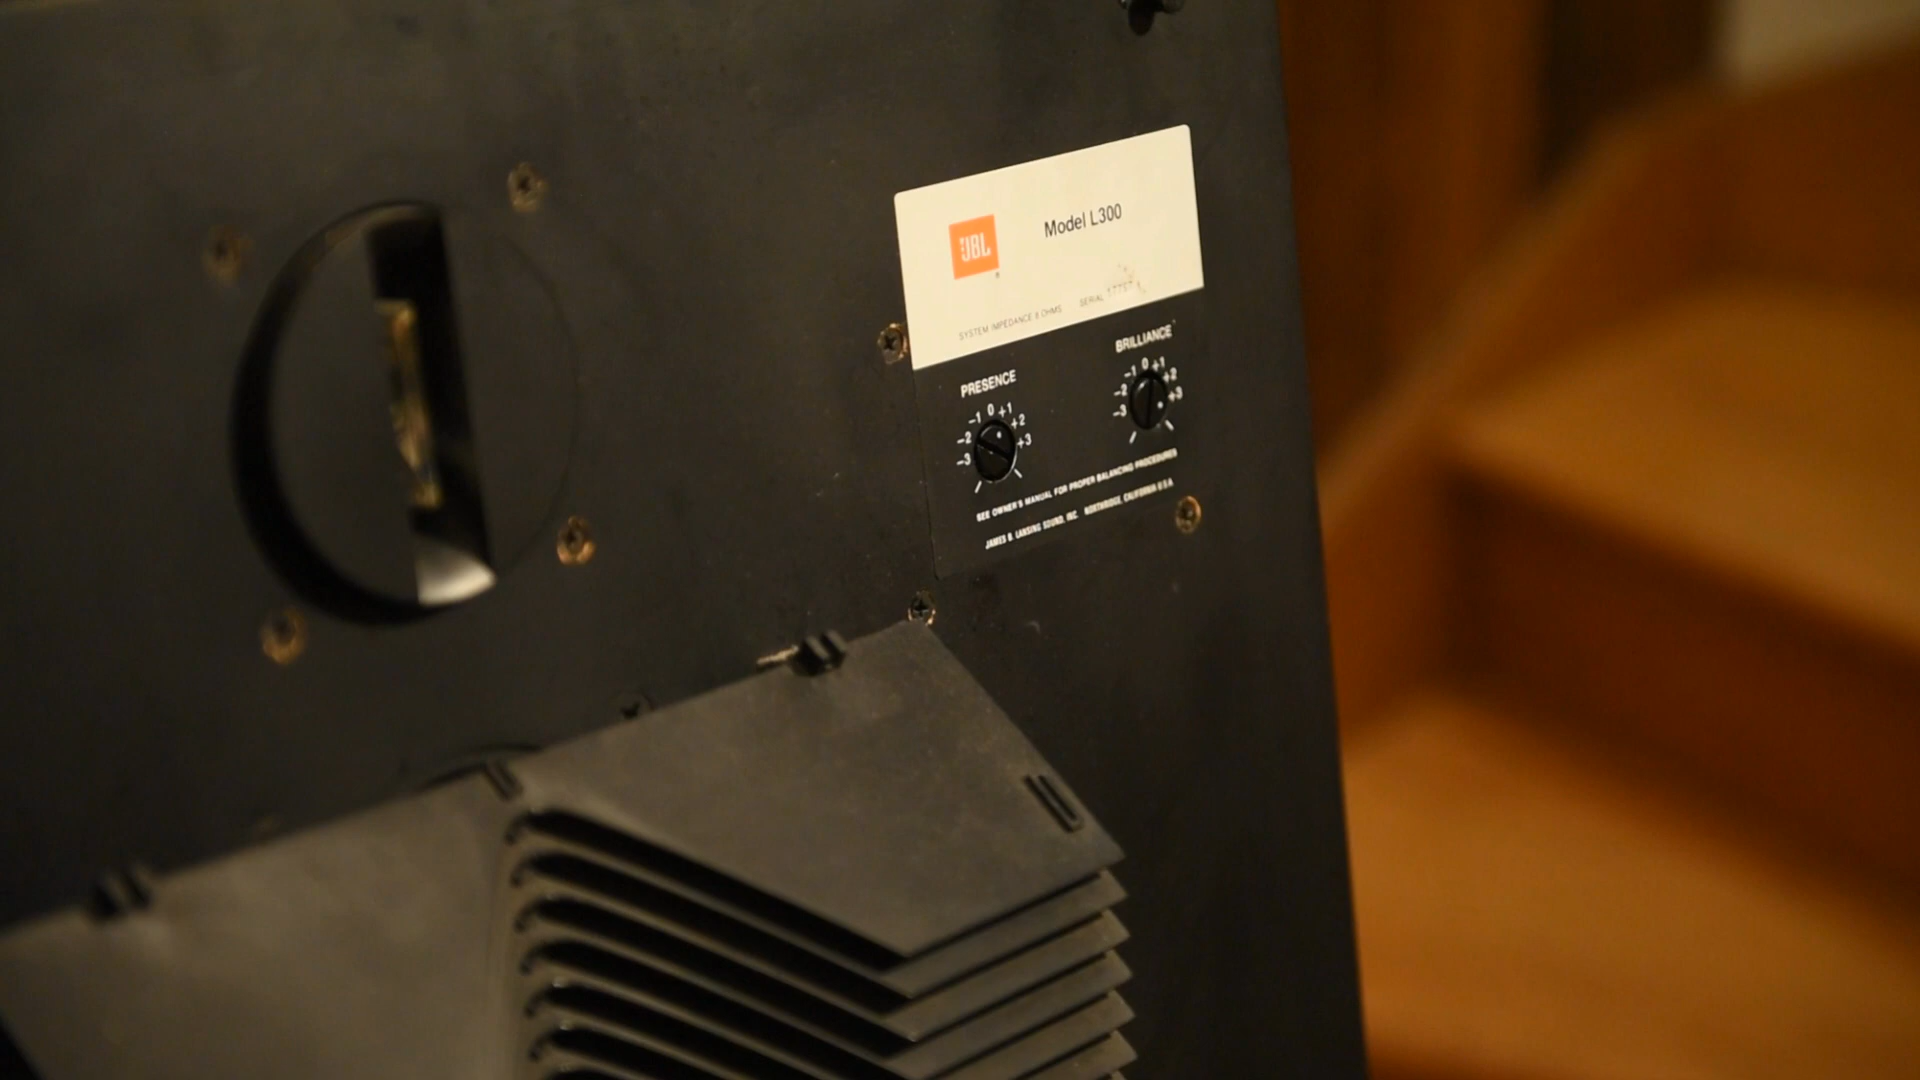 JBL
Model L300
SYSTEM IMPEDANCE 8 OHMS SERIAL
PRESENCE
-3 -2 -1 0 +1 +2 +3
BRILLIANCE
-3 -2 -1 0 +1 +2 +3
SEE OWNER'S MANUAL FOR PROPER BALANCING PROCEDURES
JAMES B. LANSING SOUND, INC. NORTHRIDGE, CALIFORNIA U.S.A.